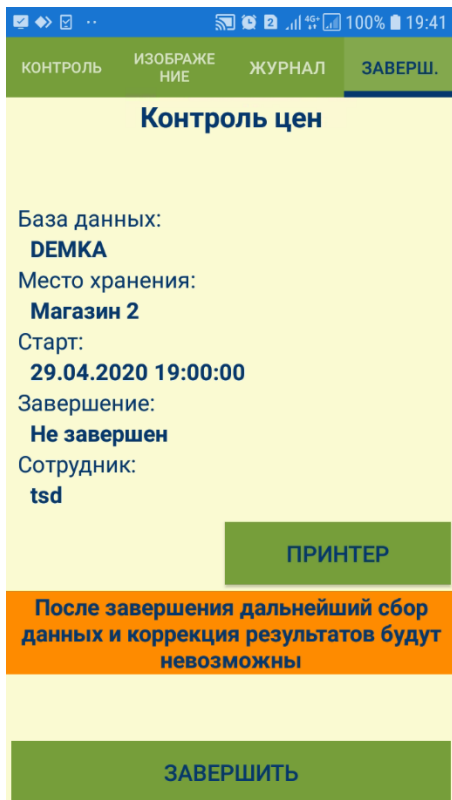 2 4G+ 100% 19:41
КОНТРОЛЬ
ИЗОБРАЖЕ
НИЕ
ЖУРНАЛ
ЗАВЕРШ.
Контроль цен
База данных:
DEMKA
Место хранения:
Магазин 2
Старт:
29.04.2020 19:00:00
Завершение:
Не завершен
Сотрудник:
tsd
ПРИНТЕР
После завершения дальнейший сбор
данных и коррекция результатов будут
невозможны
ЗАВЕРШИТЬ